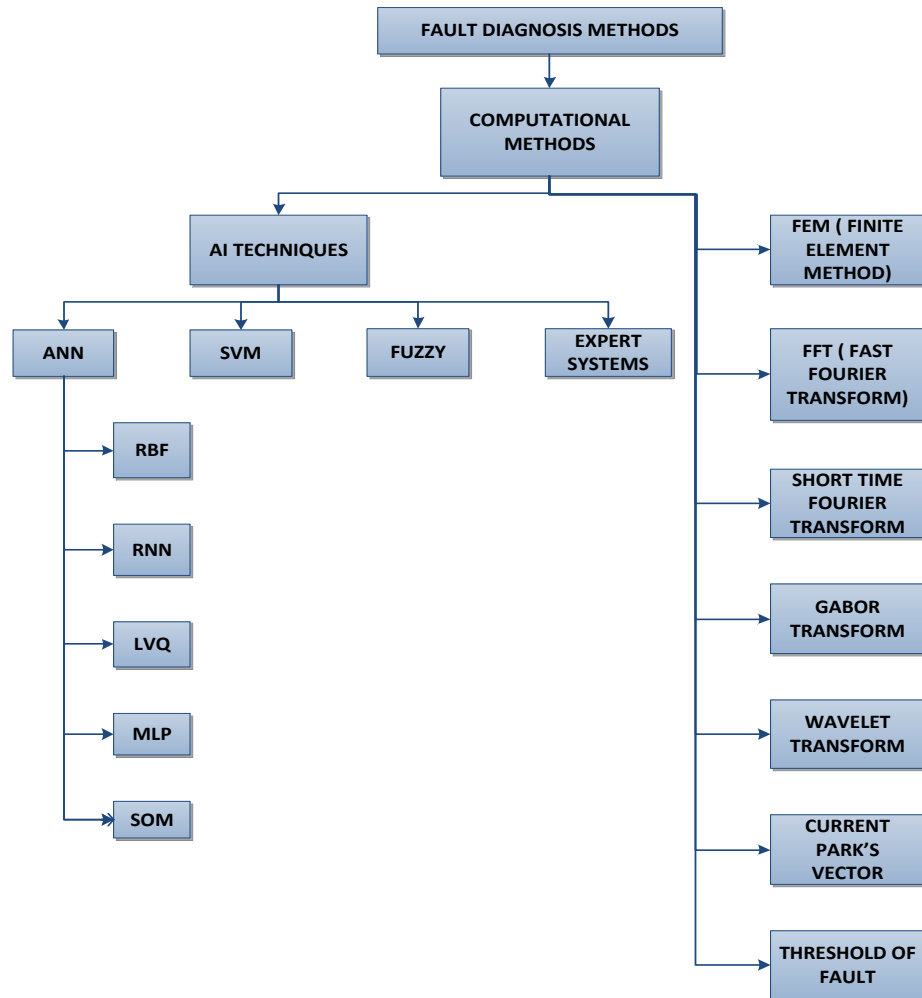 FAULT DIAGNOSIS METHODS
COMPUTATIONAL
METHODS
AI TECHNIQUES
ANN
SVM
FUZZY
EXPERT
SYSTEMS
RBF
RNN
LVQ
MLP
SOM
FEM ( FINITE
ELEMENT
METHOD)
FFT ( FAST
FOURIER
TRANSFORM)
SHORT TIME
FOURIER
TRANSFORM
GABOR
TRANSFORM
WAVELET
TRANSFORM
CURRENT
PARK’S
VECTOR
THRESHOLD OF
FAULT